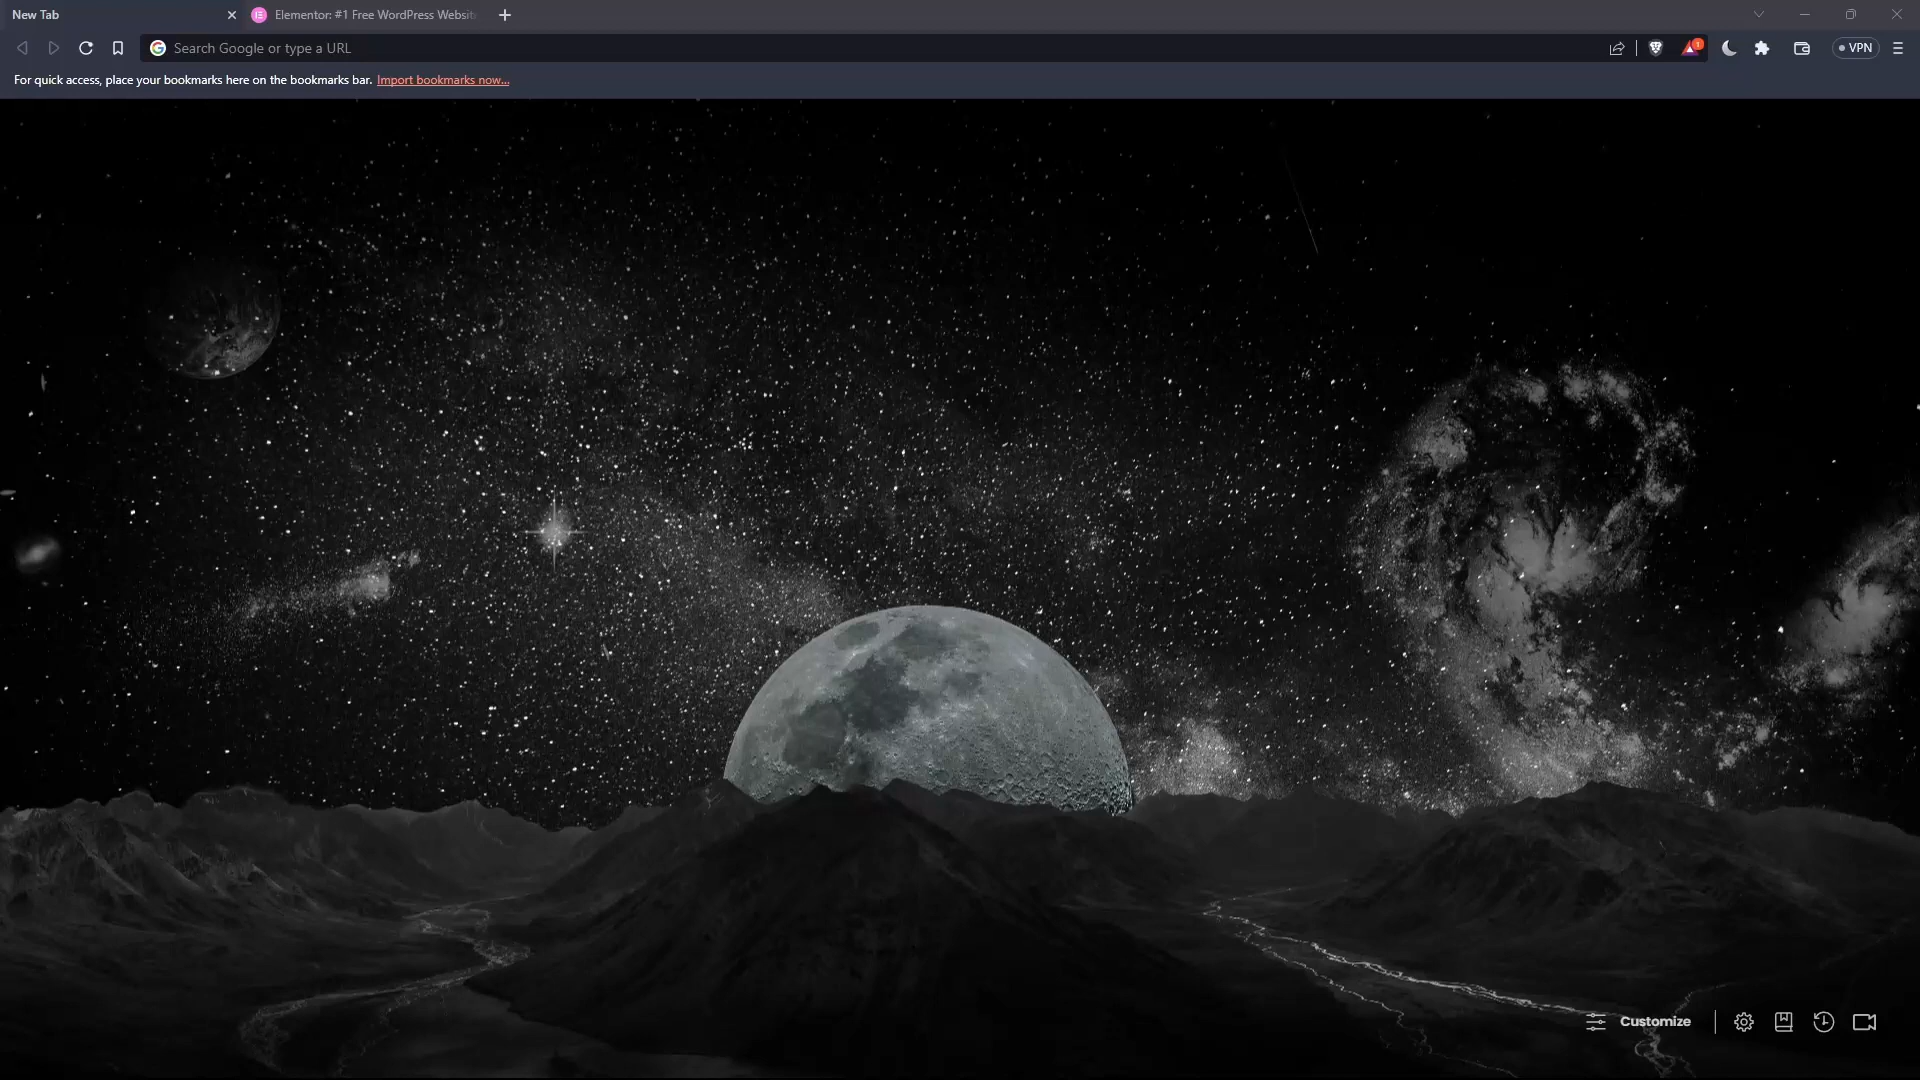 New Tab
Elementor: #1 Free WordPress Websit
Search Google or type a URL
1
VPN
For quick access, place your bookmarks here on the bookmarks bar. Import bookmarks now...
Customize